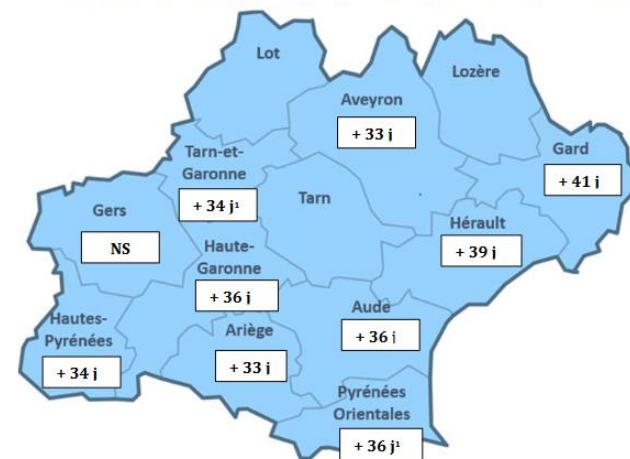 Lot
Lozère
Aveyron
+ 33 j
Gard
+ 41 j
Tarn-et-
Garonne
+ 34 j¹
Tarn
Gers
NS
Hérault
+ 39 j
Haute-
Garonne
+ 36 j
Aude
+ 36 j
Hautes-
Pyrénées
+ 34 j
Ariège
+ 33 j
Pyrénées
Orientales
+ 36 j¹